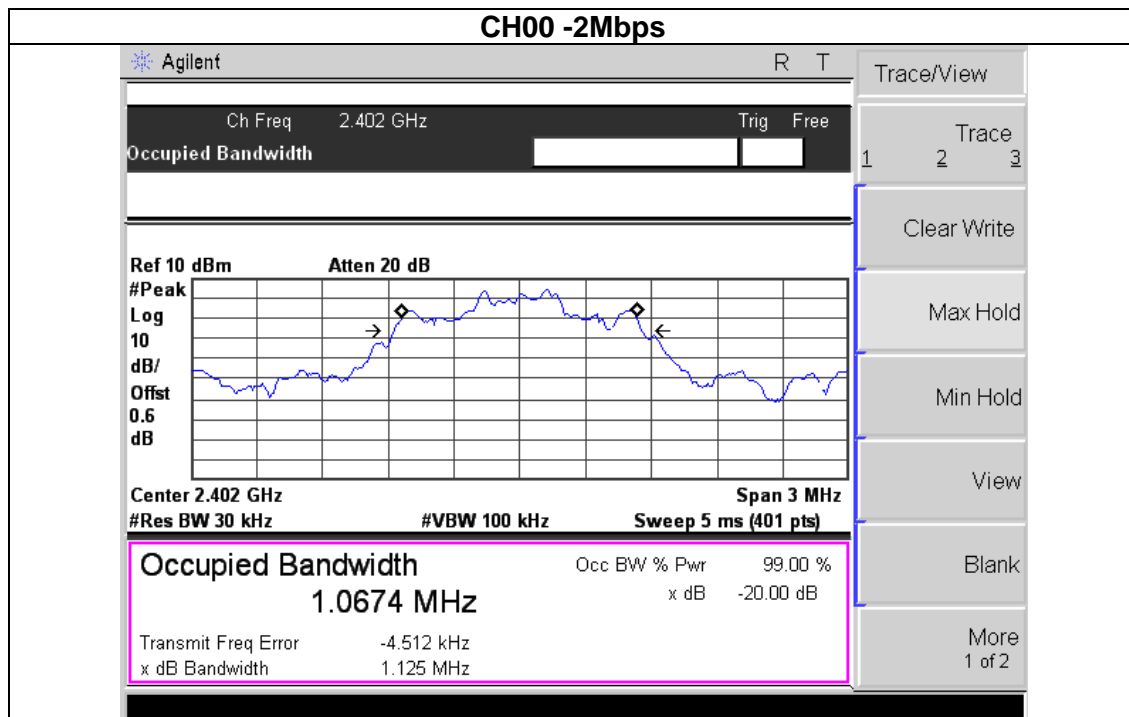 CH00 -2Mbps
Agilent R T
Trace/View
Ch Freq 2.402 GHz Trig Free
Occupied Bandwidth
Trace
1 2 3
Clear Write
Ref 10 dBm Atten 20 dB
#Peak
Log
10
dB/
Offst
0.6
dB
Max Hold
Min Hold
View
Center 2.402 GHz Span 3 MHz
#Res BW 30 kHz #VBW 100 kHz Sweep 5 ms (401 pts)
Occupied Bandwidth Occ BW % Pwr 99.00 %
1.0674 MHz x dB -20.00 dB
Blank
Transmit Freq Error -4.512 kHz
x dB Bandwidth 1.125 MHz
More
1 of 2